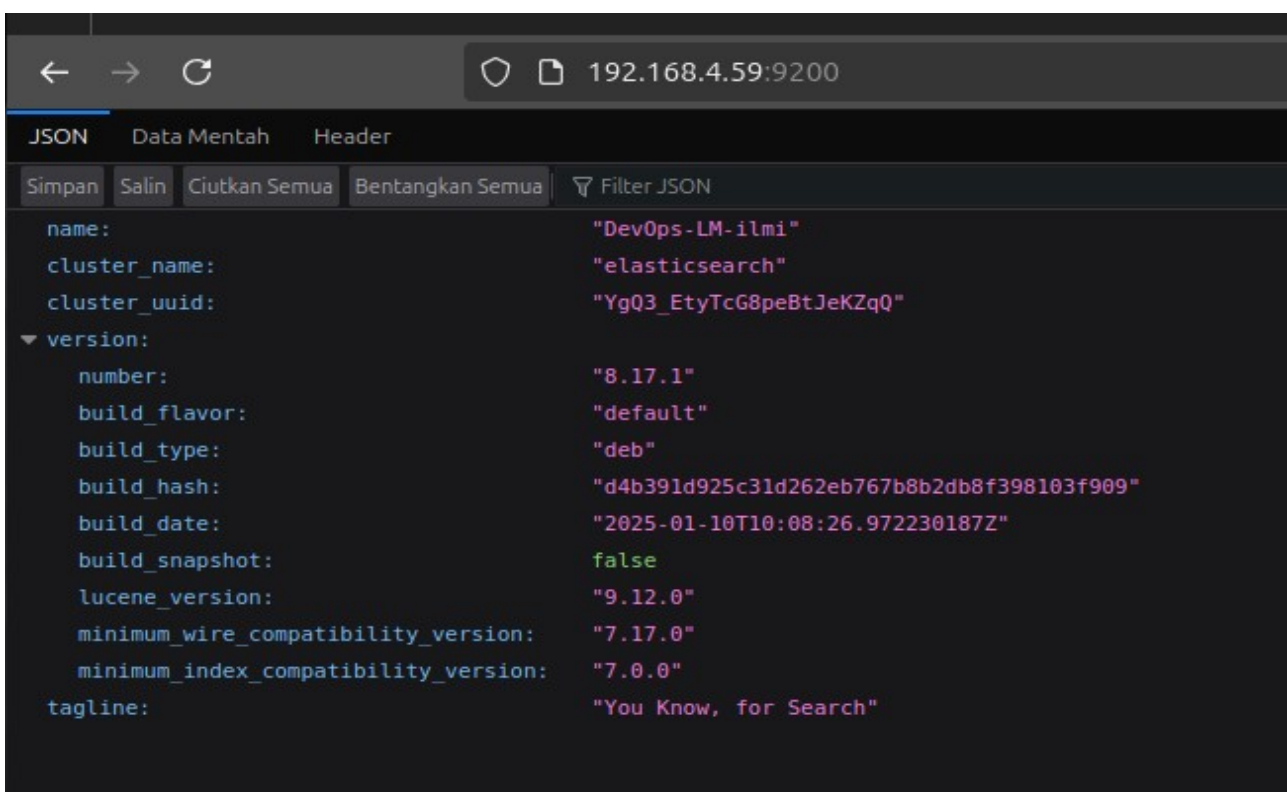 192.168.4.59:9200
JSON Data Mentah Header
Simpan Salin Ciutkan Semua Bentangkan Semua Filter JSON
name: "DevOps-LM-ilmi"
cluster_name: "elasticsearch"
cluster_uuid: "YgQ3_EtyTcG8peBtJeKZqQ"
version:
number: "8.17.1"
build_flavor: "default"
build_type: "deb"
build_hash: "d4b391d925c31d262eb767b8b2db8f398103f909"
build_date: "2025-01-10T10:08:26.972230187Z"
build_snapshot: false
lucene_version: "9.12.0"
minimum_wire_compatibility_version: "7.17.0"
minimum_index_compatibility_version: "7.0.0"
tagline: "You Know, for Search"